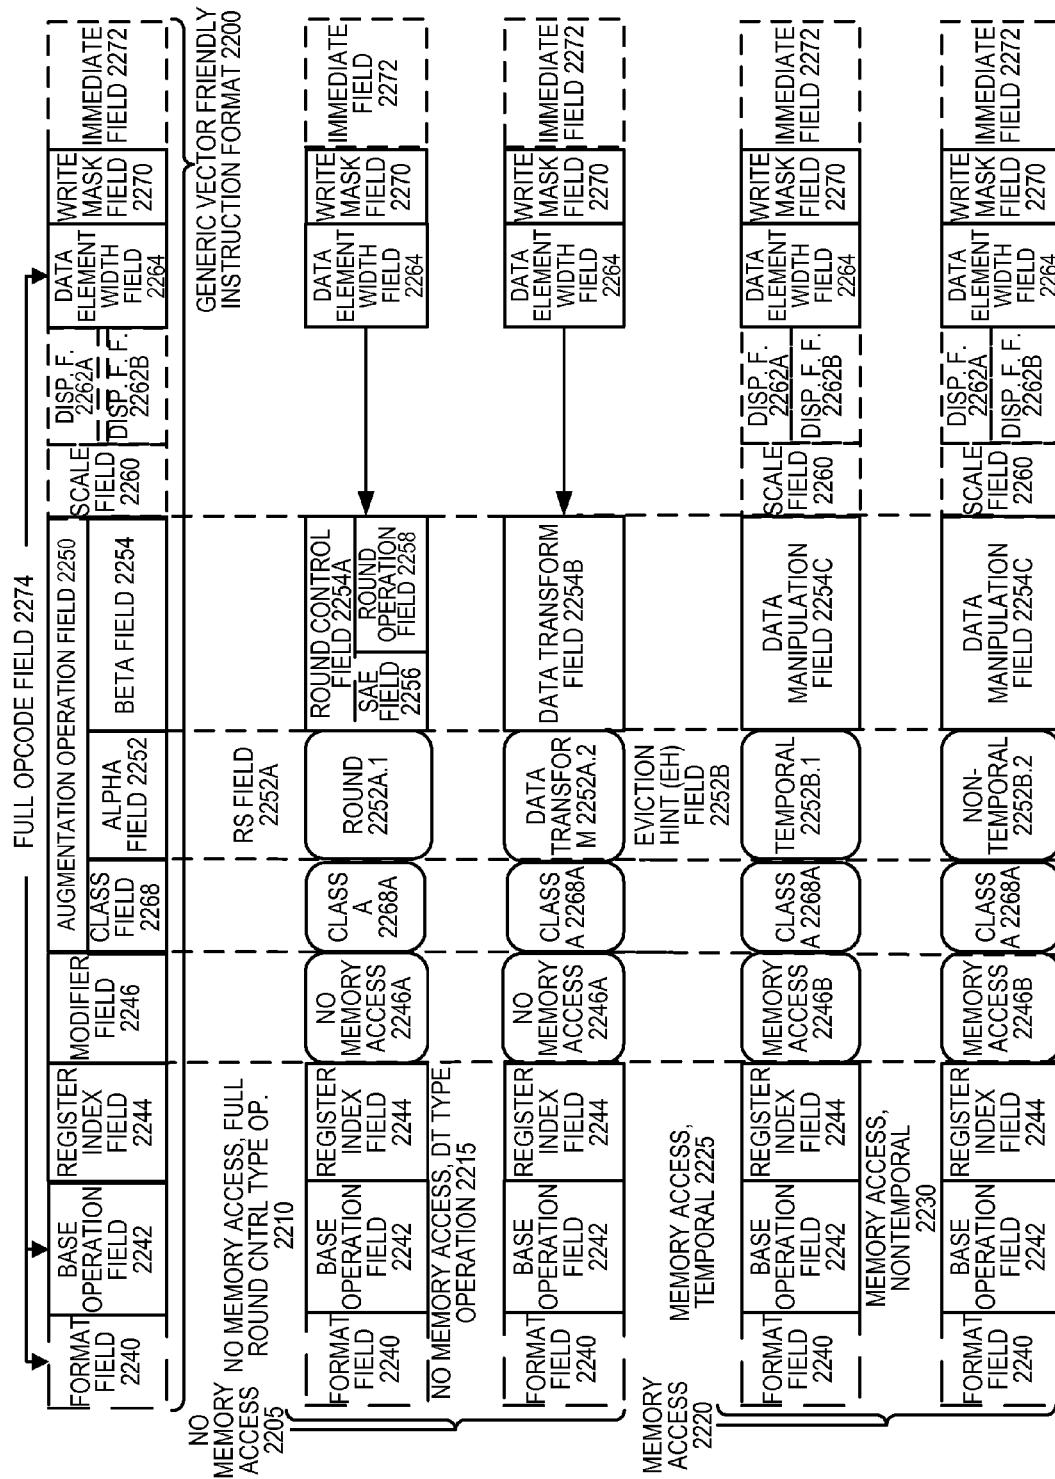 FULL OPCODE FIELD 2274
FORMAT
FIELD
2240
BASE
OPERATION
FIELD
2242
REGISTER
INDEX
FIELD
2244
MODIFIER
FIELD
2246
AUGMENTATION OPERATION FIELD 2250
CLASS
FIELD
2268
ALPHA
FIELD 2252
BETA FIELD 2254
SCALE
FIELD
2260
DISP. F.
2262A
DISP. F. F.
2262B
DATA
ELEMENT
WIDTH
FIELD
2264
WRITE
MASK
FIELD
2270
IMMEDIATE
FIELD 2272
GENERIC VECTOR FRIENDLY
INSTRUCTION FORMAT 2200
NO
MEMORY
ACCESS
2205
NO MEMORY ACCESS, FULL
ROUND CNTRL TYPE OP.
2210
RS FIELD
2252A
FORMAT
FIELD
2240
BASE
OPERATION
FIELD
2242
REGISTER
INDEX
FIELD
2244
NO
MEMORY
ACCESS
2246A
CLASS
A
2268A
ROUND
2252A.1
ROUND CONTROL
FIELD 2254A
SAE
FIELD
2256
ROUND
OPERATION
FIELD 2258
DATA
ELEMENT
WIDTH
FIELD
2264
WRITE
MASK
FIELD
2270
IMMEDIATE
FIELD
2272
NO MEMORY ACCESS, DT TYPE
OPERATION 2215
FORMAT
FIELD
2240
BASE
OPERATION
FIELD
2242
REGISTER
INDEX
FIELD
2244
NO
MEMORY
ACCESS
2246A
CLASS
A 2268A
DATA
TRANSFOR
M 2252A.2
DATA TRANSFORM
FIELD 2254B
DATA
ELEMENT
WIDTH
FIELD
2264
WRITE
MASK
FIELD
2270
IMMEDIATE
FIELD 2272
MEMORY
ACCESS
2220
MEMORY ACCESS,
TEMPORAL 2225
EVICTION
HINT (EH)
FIELD
2252B
FORMAT
FIELD
2240
BASE
OPERATION
FIELD
2242
REGISTER
INDEX
FIELD
2244
MEMORY
ACCESS
2246B
CLASS
A 2268A
TEMPORAL
2252B.1
DATA
MANIPULATION
FIELD 2254C
SCALE
FIELD
2260
DISP. F.
2262A
DISP. F. F.
2262B
DATA
ELEMENT
WIDTH
FIELD
2264
WRITE
MASK
FIELD
2270
IMMEDIATE
FIELD 2272
MEMORY ACCESS,
NONTEMPORAL
2230
FORMAT
FIELD
2240
BASE
OPERATION
FIELD
2242
REGISTER
INDEX
FIELD
2244
MEMORY
ACCESS
2246B
CLASS
A 2268A
NON-
TEMPORAL
2252B.2
DATA
MANIPULATION
FIELD 2254C
SCALE
FIELD
2260
DISP. F.
2262A
DISP. F. F.
2262B
DATA
ELEMENT
WIDTH
FIELD
2264
WRITE
MASK
FIELD
2270
IMMEDIATE
FIELD 2272